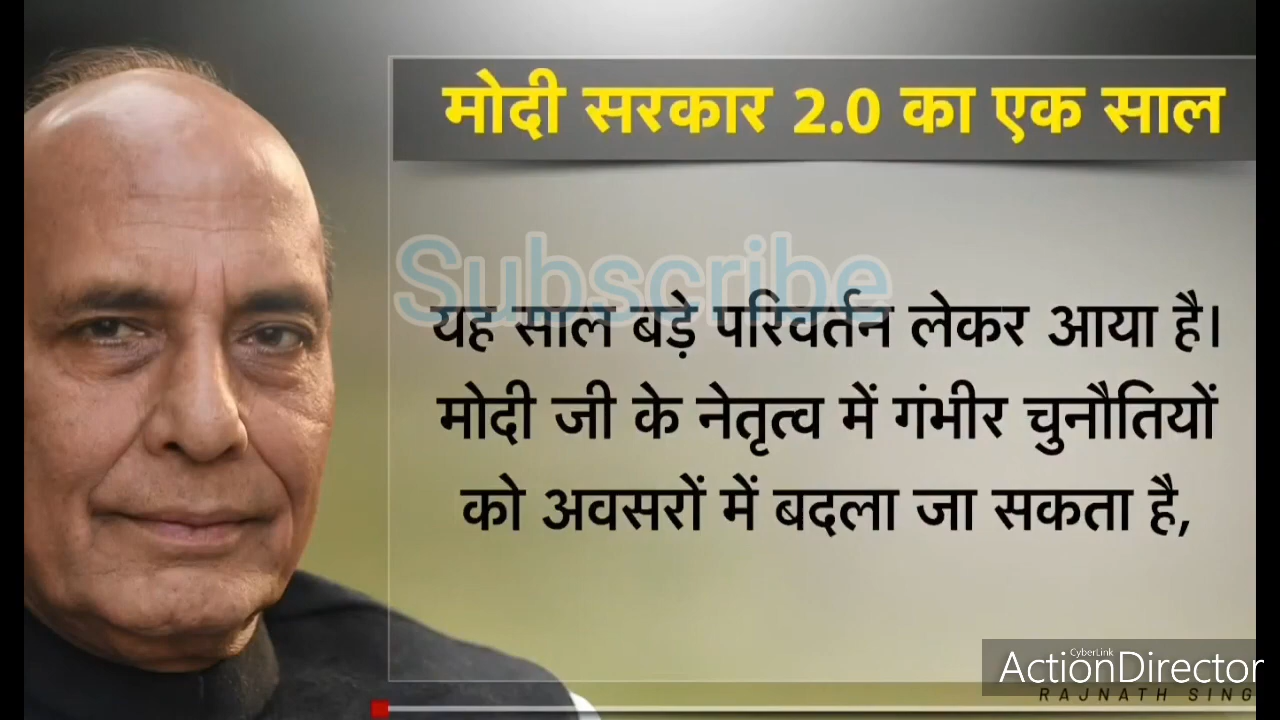 मोदी सरकार 2.0 का एक साल
Subscribe
यह साल बड़े परिवर्तन लेकर आया है।
मोदी जी के नेतृत्व में गंभीर चुनौतियों
को अवसरों में बदला जा सकता है,
CyberLink
ActionDirector
RAJNATH SING